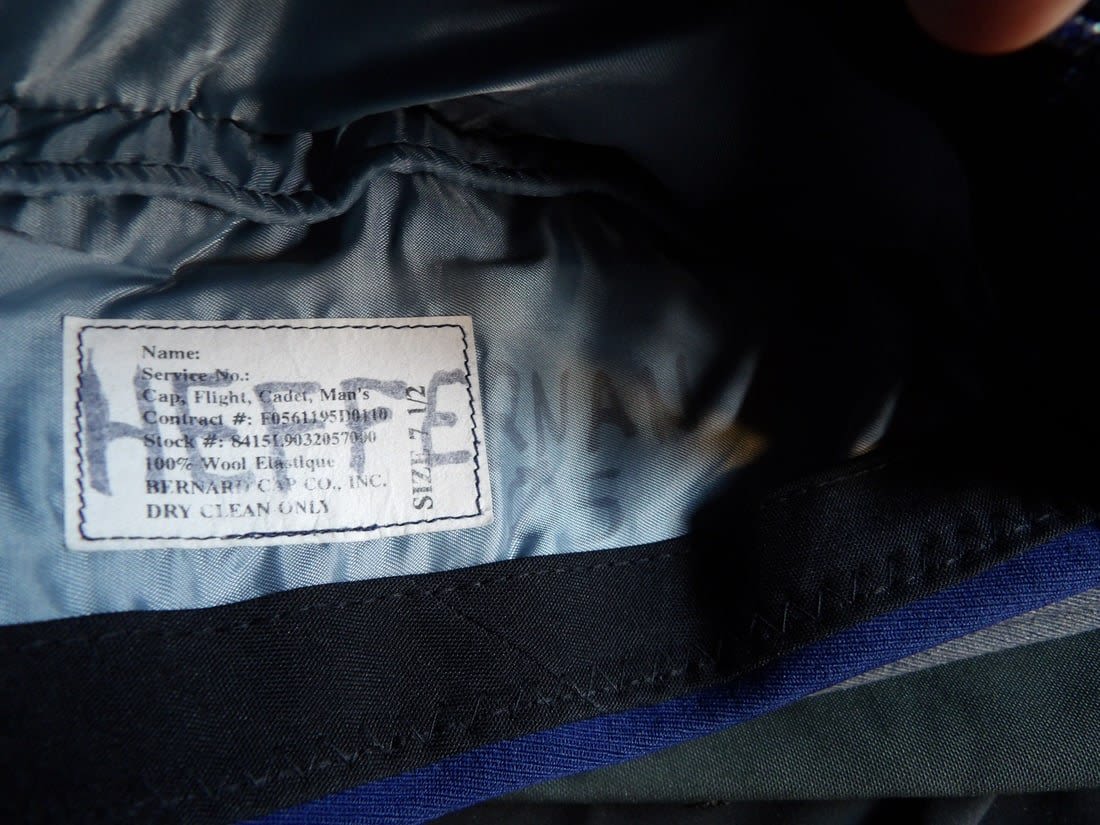 Name:
Service No.:
Cap, Flight, Cadet, Man's
Contract #: F0561195D0110
Stock #: 8415L9032057000
100% Wool Elastique
BERNARD CAP CO., INC.
DRY CLEAN ONLY
SIZE 7 1/2
HEFFERNAN